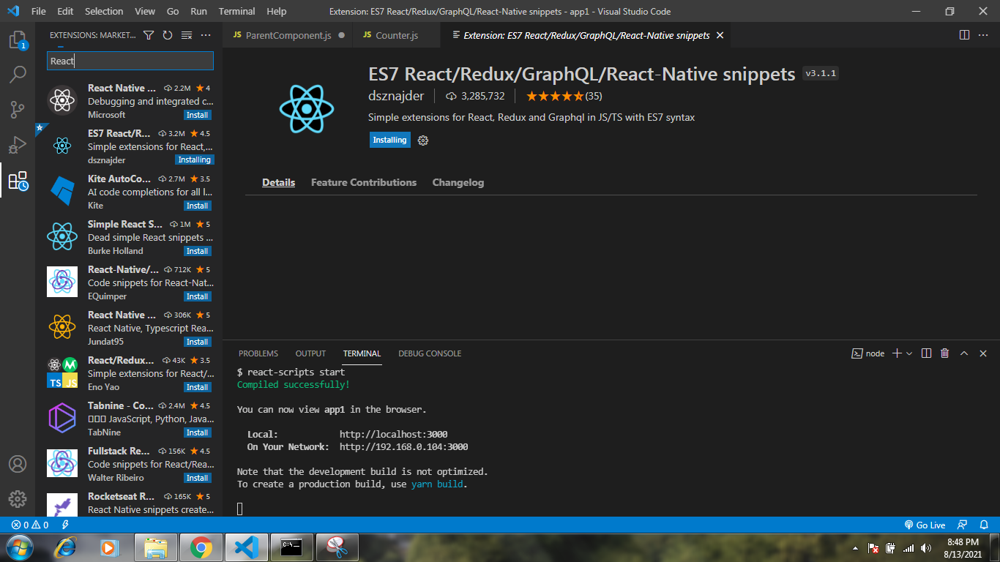 File Edit Selection View Go Run Terminal Help
Extension: ES7 React/Redux/GraphQL/React-Native snippets - app1 - Visual Studio Code
1
EXTENSIONS: MARKET...
React
React Native ... 2.2M ★ 4
Debugging and integrated c...
Microsoft Install
ES7 React/R... 3.2M ★ 4.5
Simple extensions for React,...
dsznajder Installing
Kite AutoCo... 2.7M ★ 3.5
AI code completions for all l...
Kite Install
Simple React S... 1M ★ 5
Dead simple React snippets ...
Burke Holland Install
React-Native/... 712K ★ 5
Code snippets for React-Nat...
EQuimper Install
React Native ... 306K ★ 5
React Native, Typescript Rea...
Jundat95 Install
React/Redux... 43K ★ 3.5
Simple extensions for React/...
Eno Yao Install
TS JS
Tabnine - Co... 2.4M ★ 4.5
▯▯▯ JavaScript, Python, Java...
TabNine Install
Fullstack Re... 156K ★ 4.5
Code snippets for React/Rea...
Walter Ribeiro Install
Rocketseat R... 165K ★ 5
React Native snippets create...
JS ParentComponent.js ● JS Counter.js Extension: ES7 React/Redux/GraphQL/React-Native snippets
ES7 React/Redux/GraphQL/React-Native snippets v3.1.1
dsznajder 3,285,732 (35)
Simple extensions for React, Redux and Graphql in JS/TS with ES7 syntax
Installing
Details Feature Contributions Changelog
PROBLEMS OUTPUT TERMINAL DEBUG CONSOLE node
$ react-scripts start
Compiled successfully!
You can now view app1 in the browser.
Local: http://localhost:3000
On Your Network: http://192.168.0.104:3000
Note that the development build is not optimized.
To create a production build, use yarn build.
0 0 Go Live
C:\
8:48 PM
8/13/2021